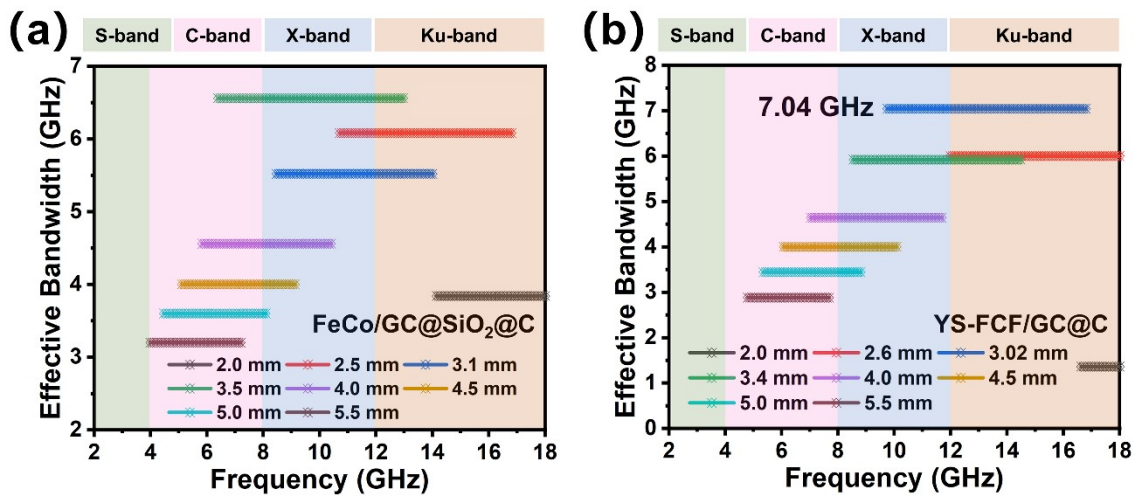 (a)
S-band C-band X-band Ku-band
Effective Bandwidth (GHz)
7
6
5
4
3
2
FeCo/GC@SiO₂@C
2.0 mm 2.5 mm 3.1 mm
3.5 mm 4.0 mm 4.5 mm
5.0 mm 5.5 mm
2 4 6 8 10 12 14 16 18
Frequency (GHz)
(b)
S-band C-band X-band Ku-band
Effective Bandwidth (GHz)
8
7
6
5
4
3
2
1
0
7.04 GHz
YS-FCF/GC@C
2.0 mm 2.6 mm 3.02 mm
3.4 mm 4.0 mm 4.5 mm
5.0 mm 5.5 mm
2 4 6 8 10 12 14 16 18
Frequency (GHz)